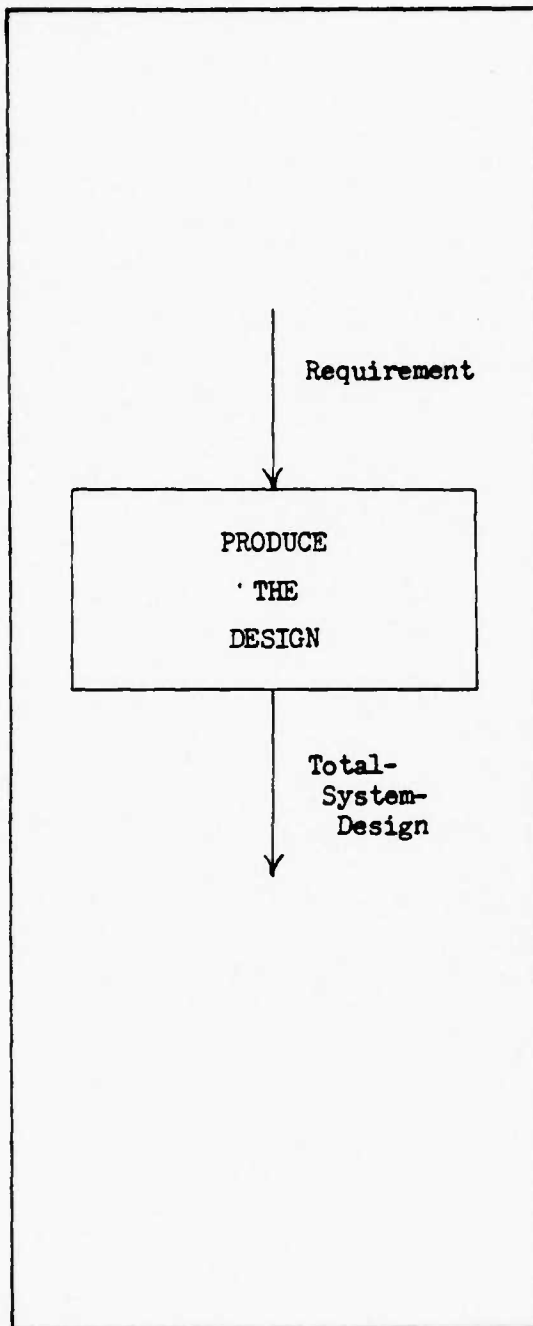 Requirement
PRODUCE
THE
DESIGN
Total-
System-
Design